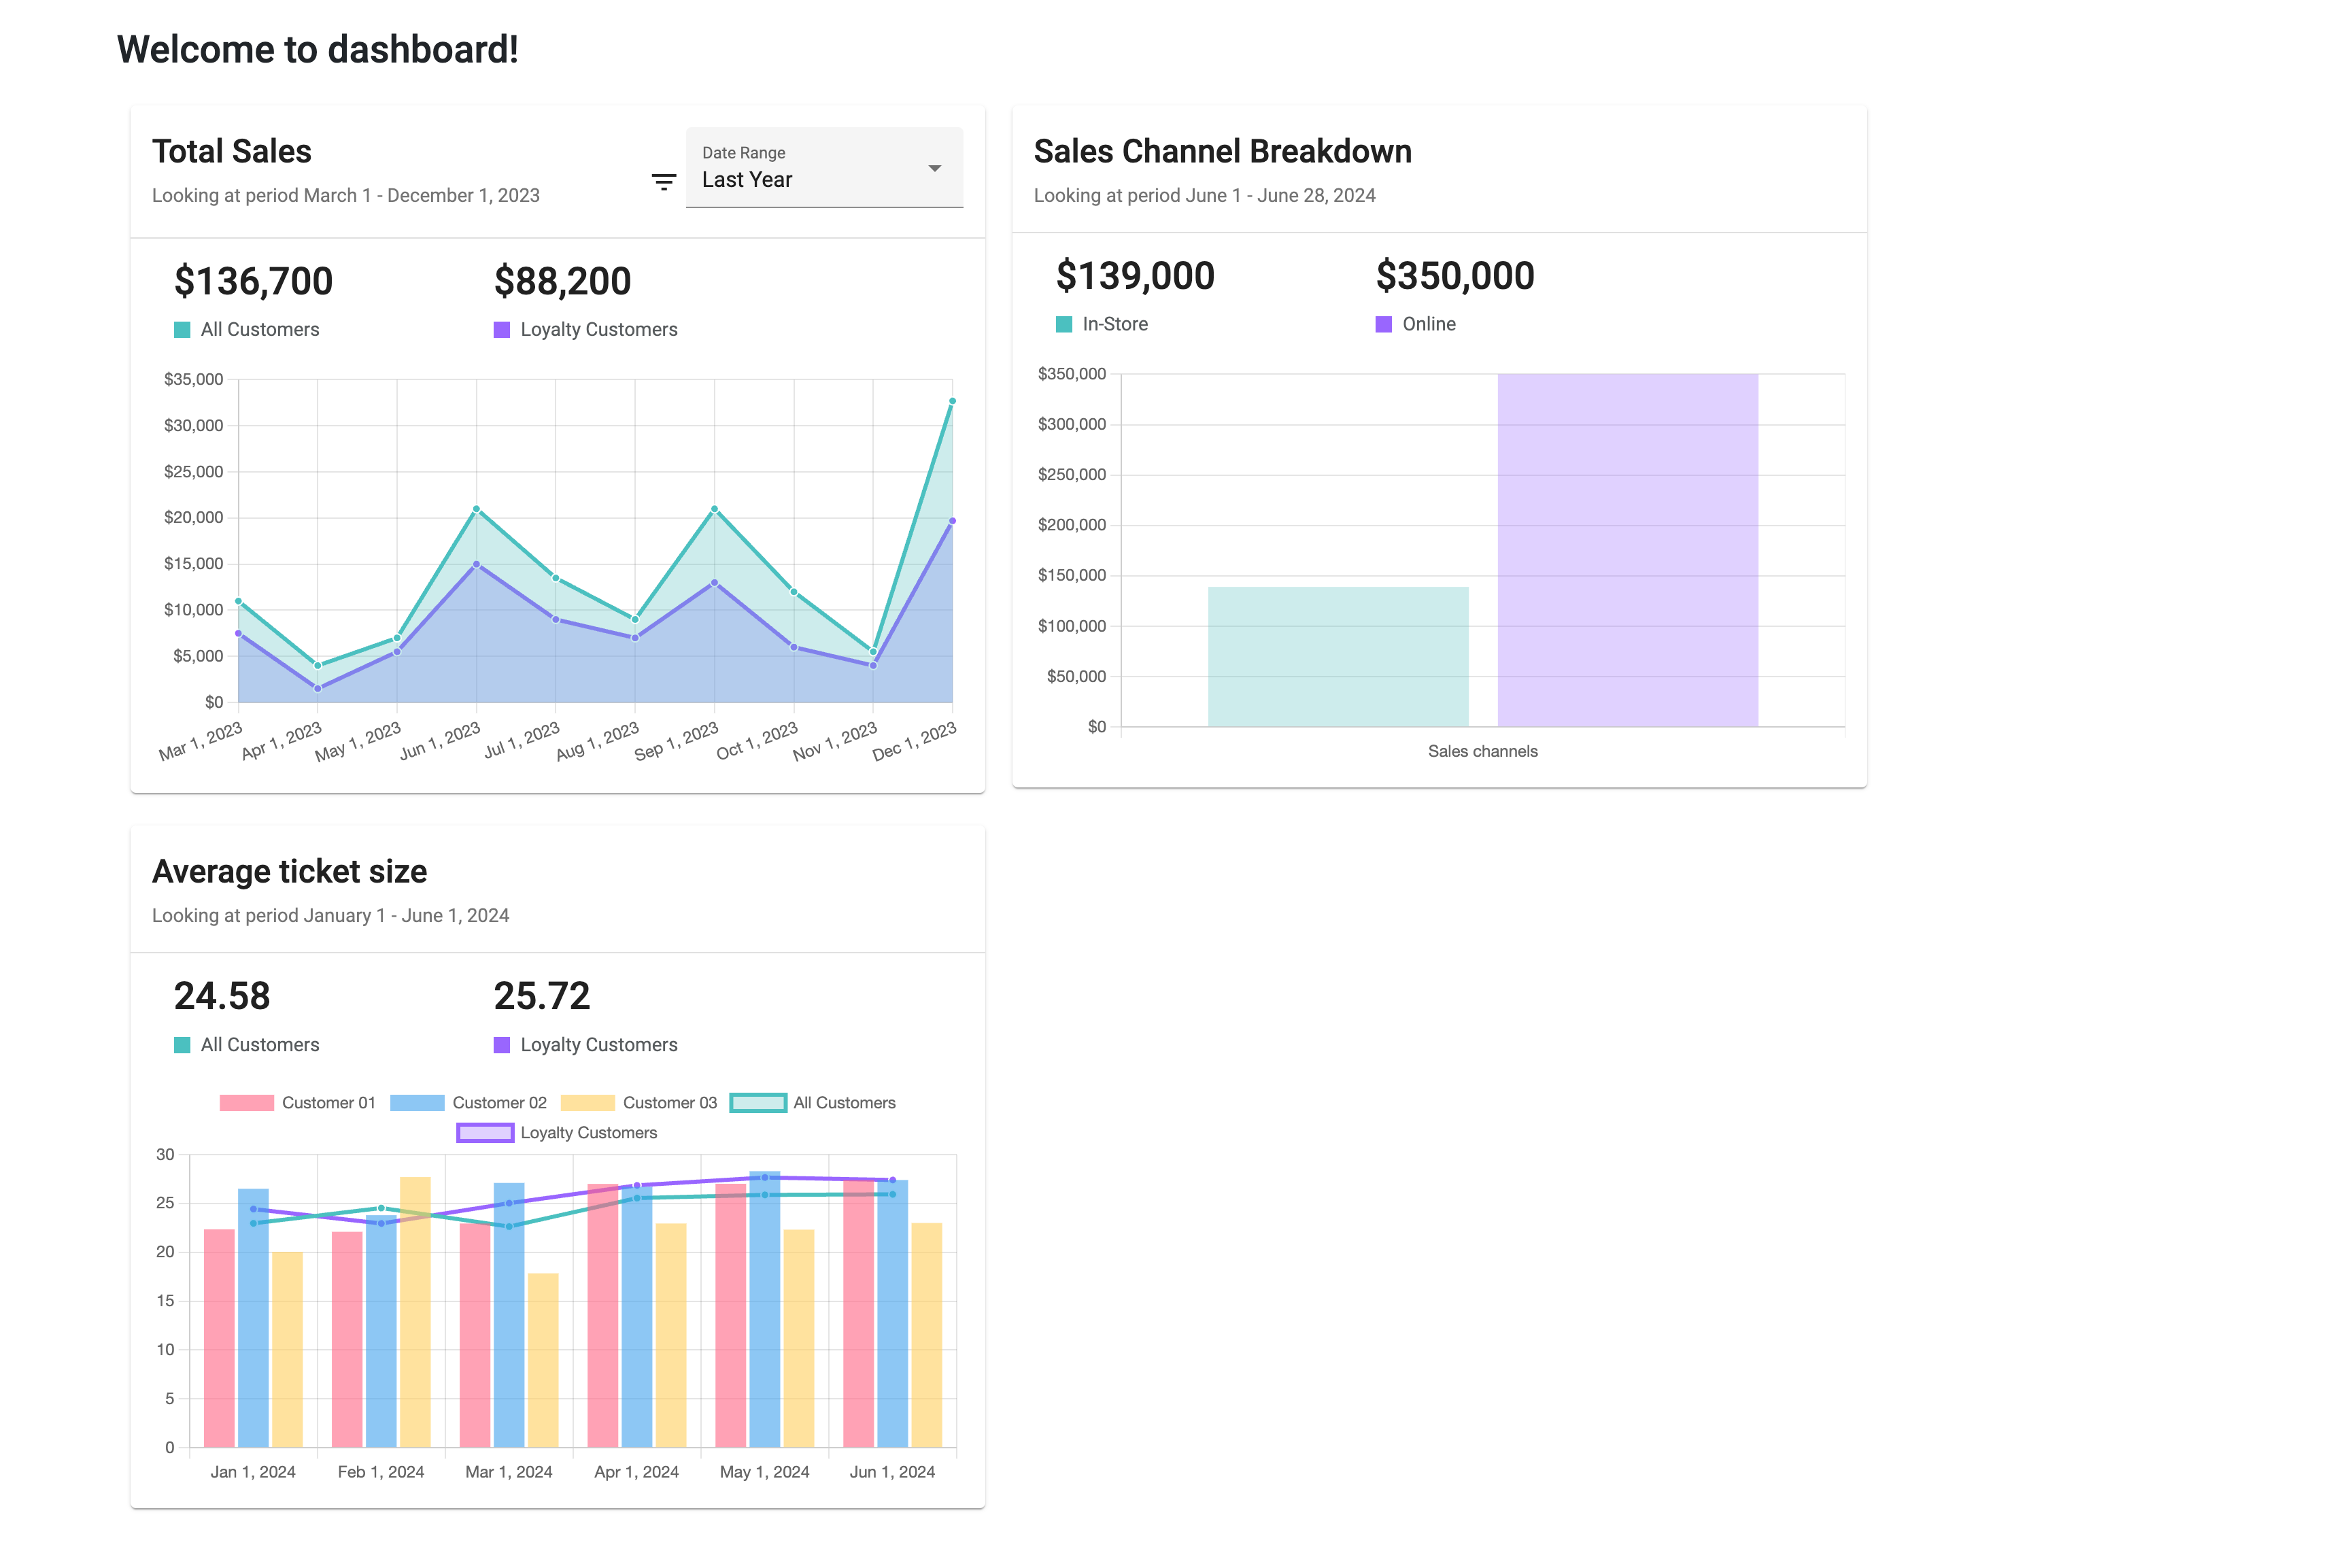 Welcome to dashboard!
Total Sales
Looking at period March 1 - December 1, 2023
Date Range
Last Year
$136,700
$88,200
All Customers
Loyalty Customers
$35,000
$30,000
$25,000
$20,000
$15,000
$10,000
$5,000
$0
Mar 1, 2023
Apr 1, 2023
May 1, 2023
Jun 1, 2023
Jul 1, 2023
Aug 1, 2023
Sep 1, 2023
Oct 1, 2023
Nov 1, 2023
Dec 1, 2023
Sales Channel Breakdown
Looking at period June 1 - June 28, 2024
$139,000
$350,000
In-Store
Online
$350,000
$300,000
$250,000
$200,000
$150,000
$100,000
$50,000
$0
Sales channels
Average ticket size
Looking at period January 1 - June 1, 2024
24.58
25.72
All Customers
Loyalty Customers
Customer 01
Customer 02
Customer 03
All Customers
Loyalty Customers
30
25
20
15
10
5
0
Jan 1, 2024
Feb 1, 2024
Mar 1, 2024
Apr 1, 2024
May 1, 2024
Jun 1, 2024